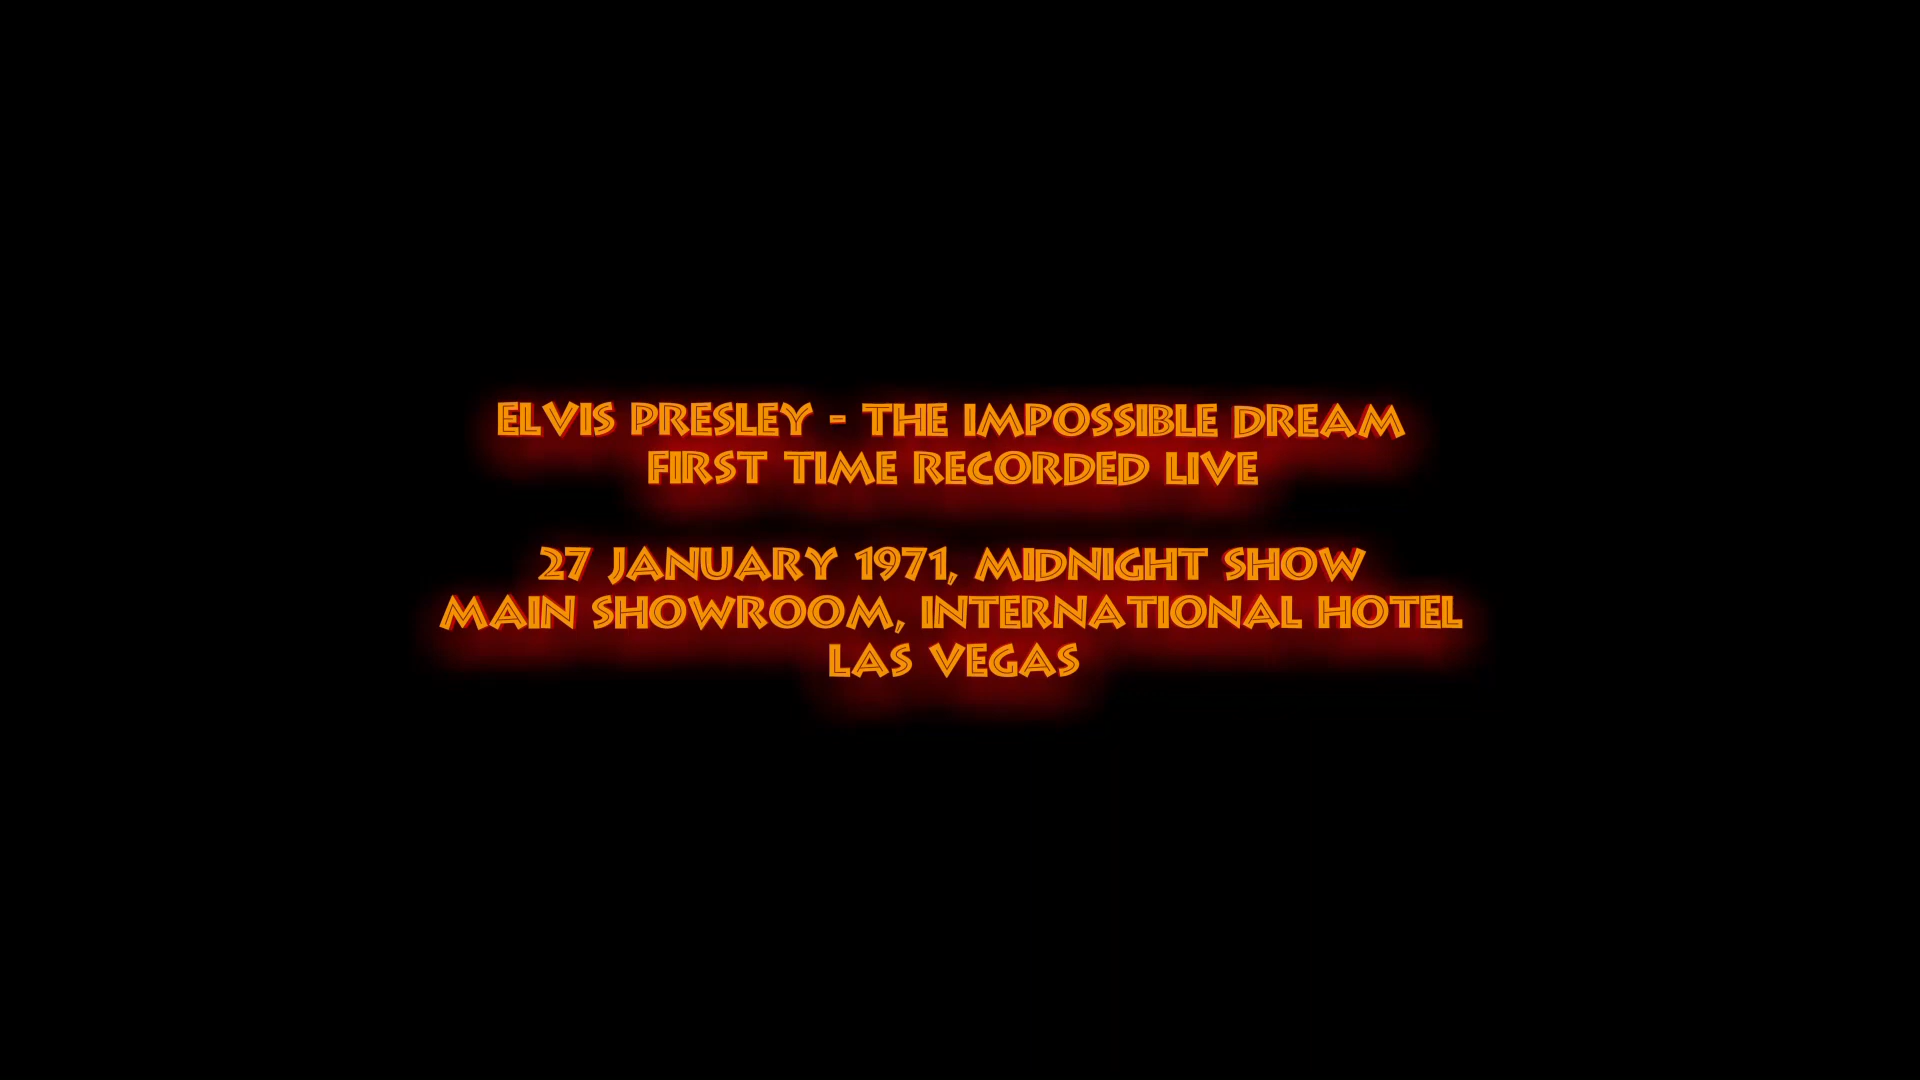 ELVIS PRESLEY - THE IMPOSSIBLE DREAM
FIRST TIME RECORDED LIVE
27 JANUARY 1971, MIDNIGHT SHOW
MAIN SHOWROOM, INTERNATIONAL HOTEL
LAS VEGAS